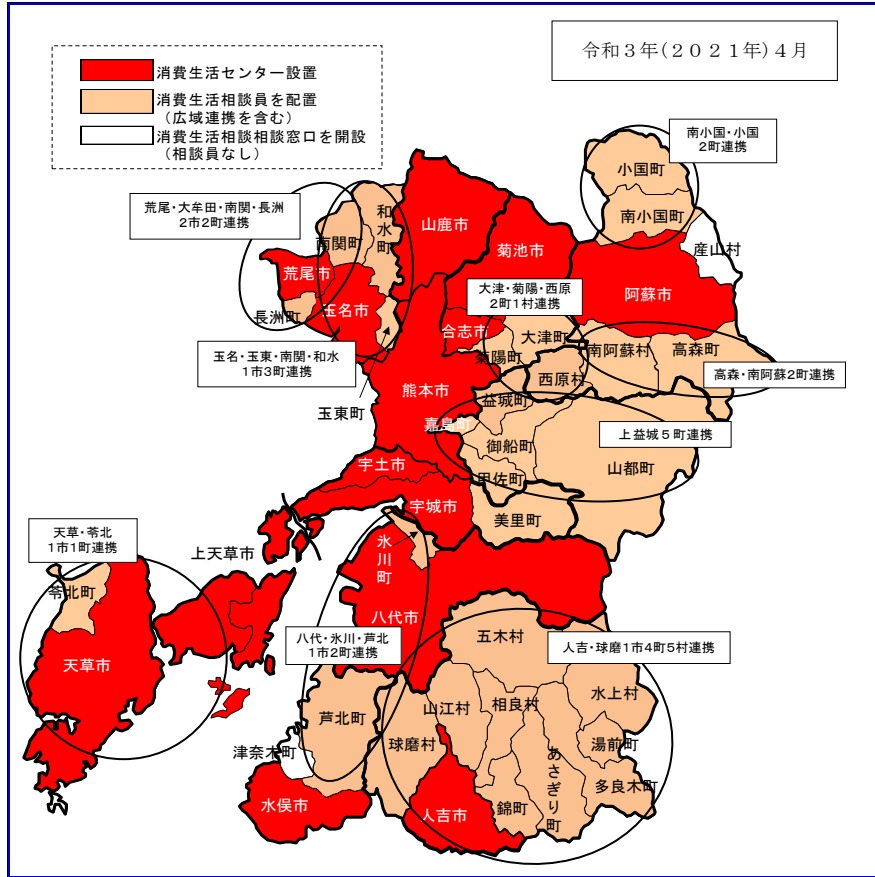 令和３年(２０２１年)４月
消費生活センター設置
消費生活相談員を配置
(広域連携を含む)
消費生活相談相談窓口を開設
(相談員なし)
南小国・小国
2町連携
小国町
南小国町
産山村
荒尾・大牟田・南関・長洲
2市2町連携
和水町
南関町
山鹿市
菊池市
荒尾市
玉名市
長洲町
阿蘇市
大津・菊陽・西原
2町1村連携
合志市
大津町
菊陽町
南阿蘇村
高森町
西原村
玉名・玉東・南関・和水
1市3町連携
玉東町
高森・南阿蘇2町連携
熊本市
益城町
嘉島町
御船町
上益城５町連携
甲佐町
山都町
宇土市
宇城市
美里町
天草・苓北
1市1町連携
上天草市
氷川町
苓北町
天草市
八代市
八代・氷川・芦北
1市2町連携
五木村
人吉・球磨1市4町5村連携
水上村
山江村
相良村
芦北町
球磨村
湯前町
あさぎり町
多良木町
津奈木町
水俣市
人吉市
錦町